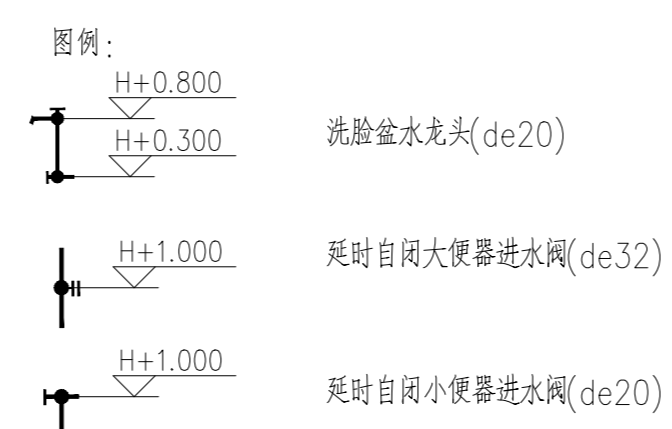 图例：
H+0.800
H+0.300
洗脸盆水龙头(de20)
H+1.000
延时自闭大便器进水阀(de32)
H+1.000
延时自闭小便器进水阀(de20)